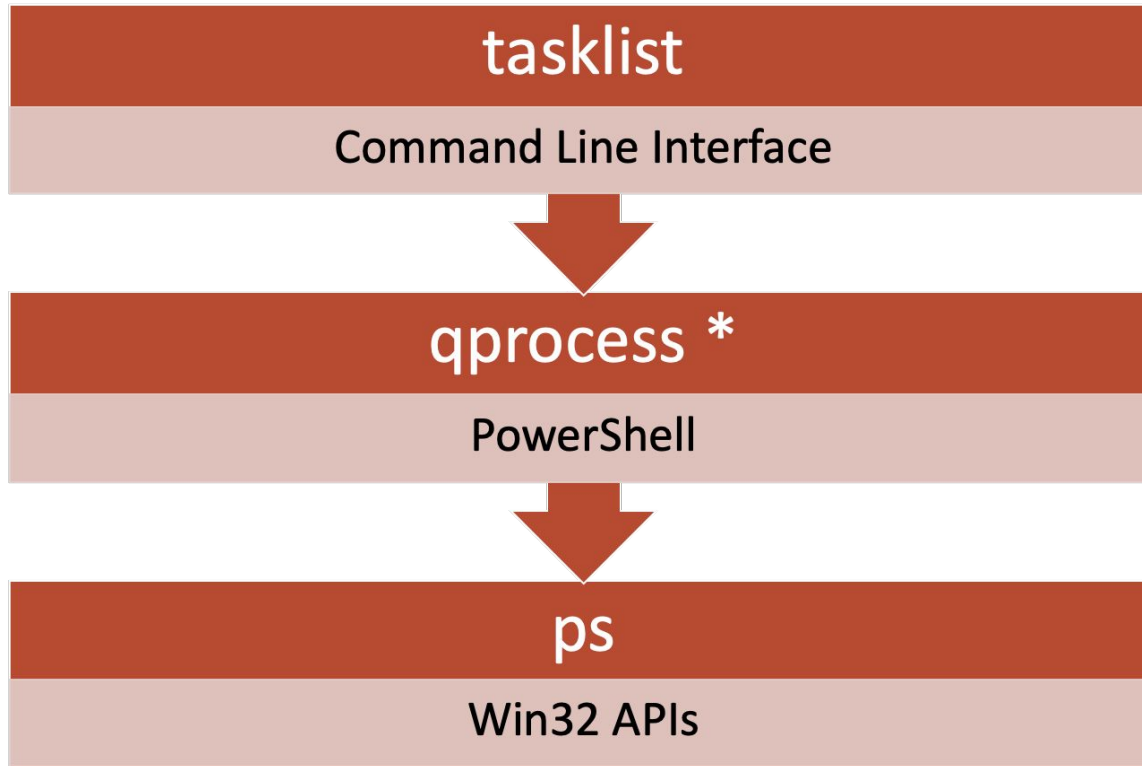 tasklist
Command Line Interface
qprocess *
PowerShell
ps
Win32 APIs